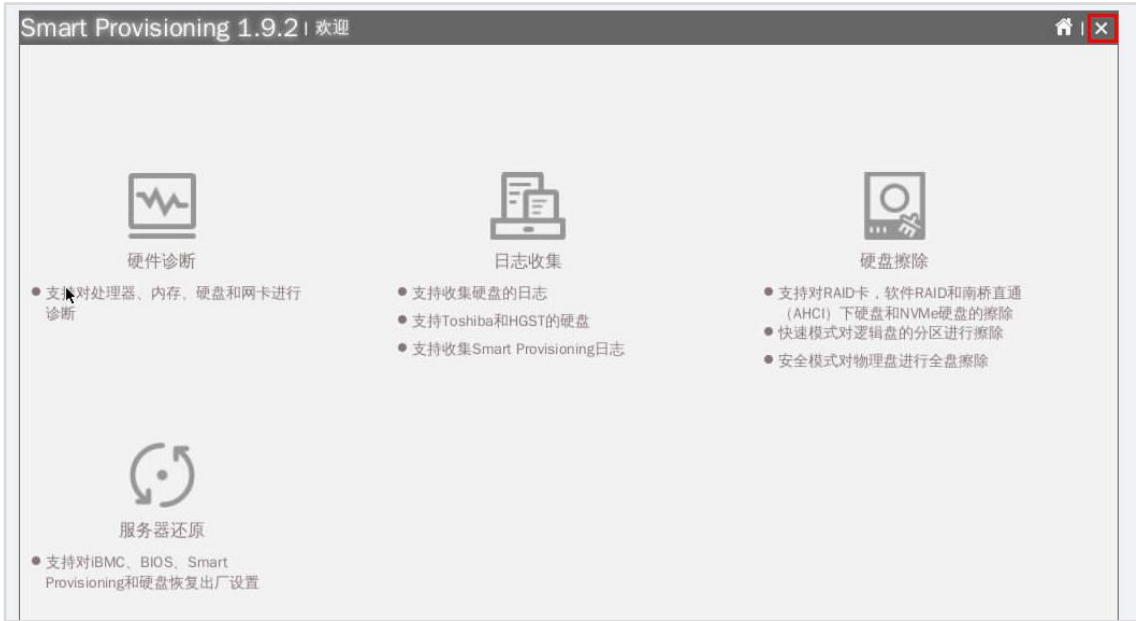 Smart Provisioning 1.9.2 | 欢迎
硬件诊断
● 支持对处理器、内存、硬盘和网卡进行
诊断
日志收集
● 支持收集硬盘的日志
● 支持Toshiba和HGST的硬盘
● 支持收集Smart Provisioning日志
硬盘擦除
● 支持对RAID卡，软件RAID和南桥直通
（AHCI）下硬盘和NVMe硬盘的擦除
● 快速模式对逻辑盘的分区进行擦除
● 安全模式对物理盘进行全盘擦除
服务器还原
● 支持对iBMC、BIOS、Smart
Provisioning和硬盘恢复出厂设置